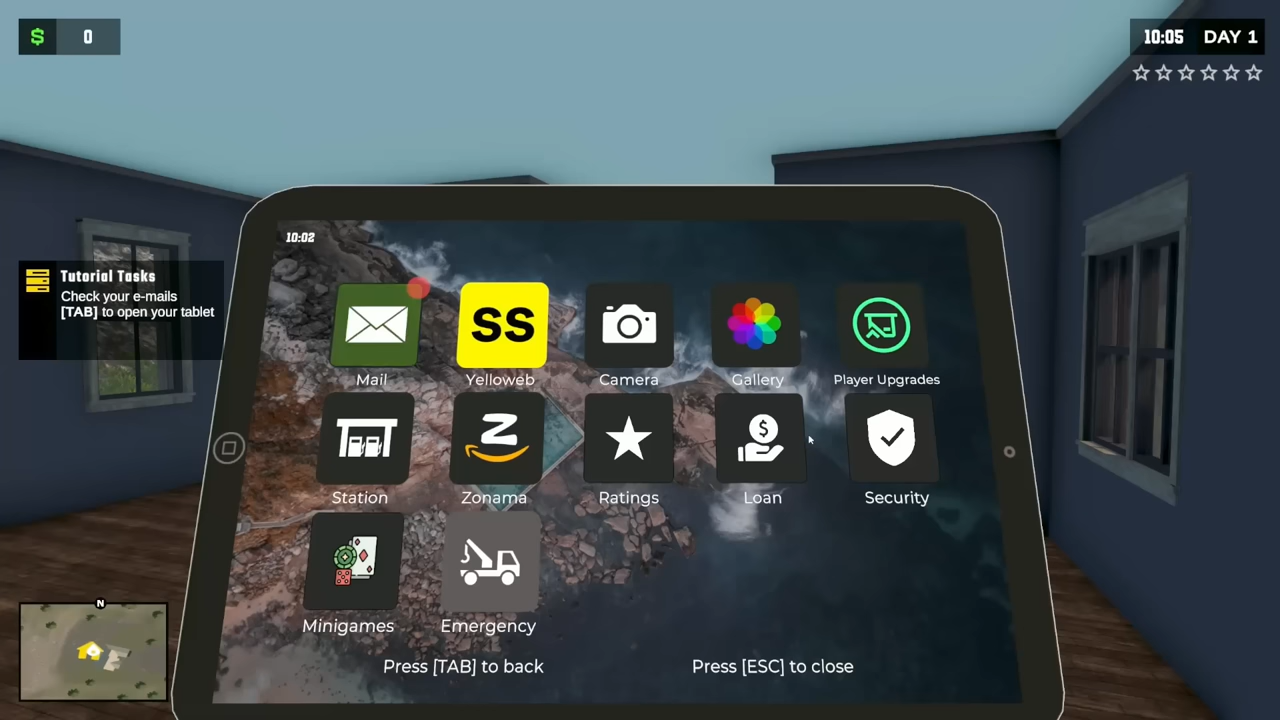 $ 0
10:05 DAY 1
10:02
Tutorial Tasks
Check your e-mails
[TAB] to open your tablet
SS
Mail Yelloweb Camera Gallery Player Upgrades
Z
$
Station Zonama Ratings Loan Security
Minigames Emergency
N
Press [TAB] to back Press [ESC] to close